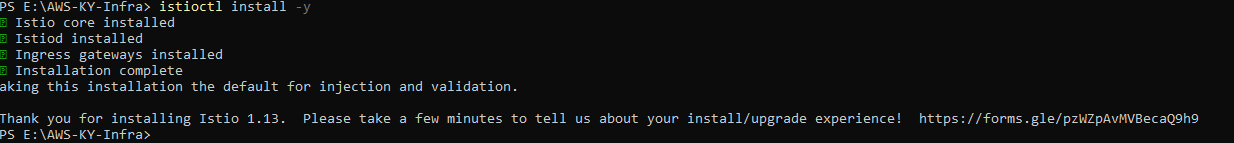 PS E:\AWS-KY-Infra> istioctl install -y
Istio core installed
Istiod installed
Ingress gateways installed
Installation complete
aking this installation the default for injection and validation.
Thank you for installing Istio 1.13.  Please take a few minutes to tell us about your install/upgrade experience!  https://forms.gle/pzWZpAvMVBecaQ9h9
PS E:\AWS-KY-Infra>